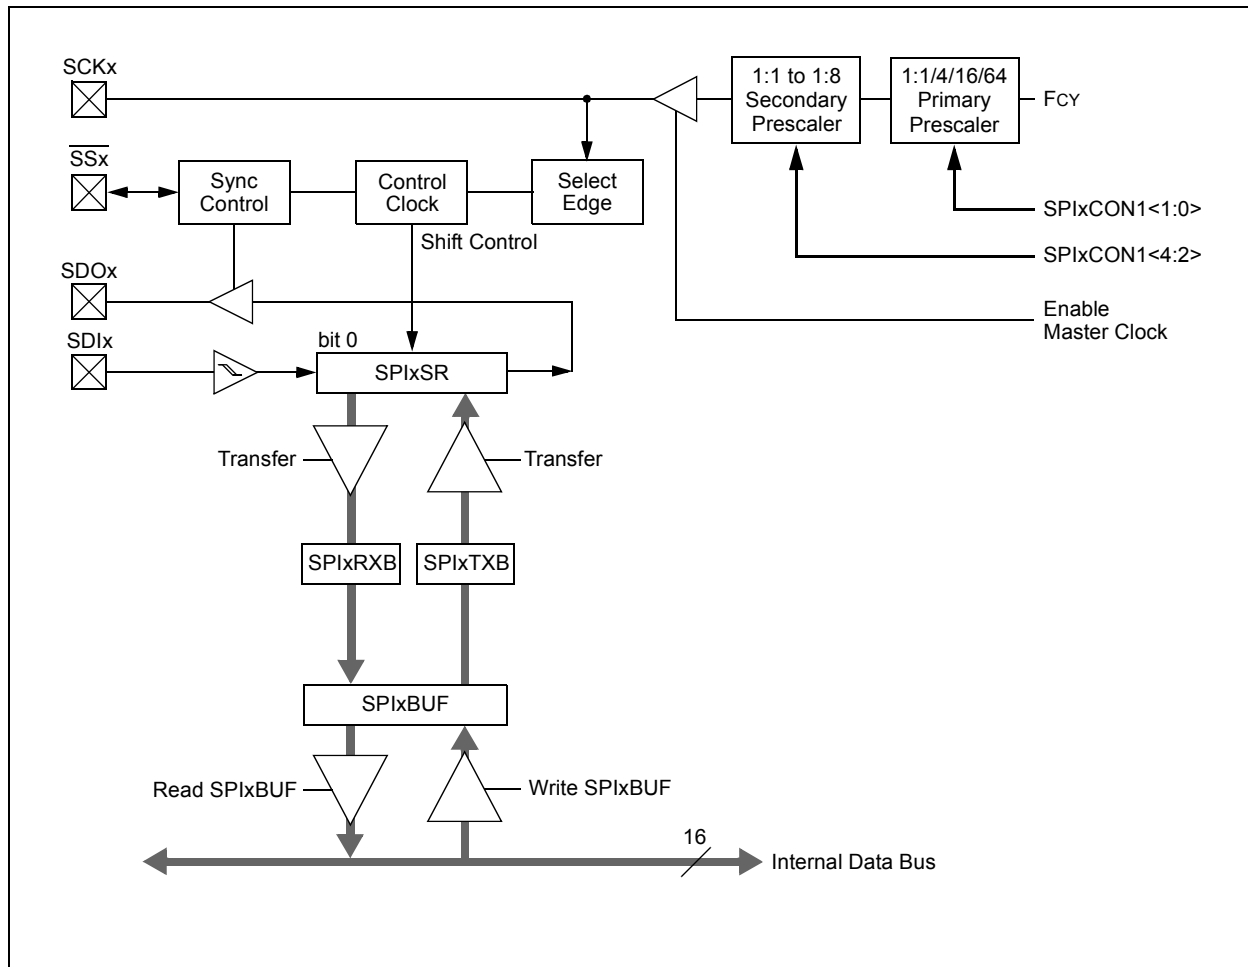 SCKx
1:1 to 1:8
Secondary
Prescaler
1:1/4/16/64
Primary
Prescaler
FCY
SSx
Sync
Control
Control
Clock
Select
Edge
SPIxCON1<1:0>
Shift Control
SPIxCON1<4:2>
SDOx
Enable
Master Clock
SDIx
bit 0
SPIxSR
Transfer
Transfer
SPIxRXB
SPIxTXB
SPIxBUF
Read SPIxBUF
Write SPIxBUF
16
Internal Data Bus